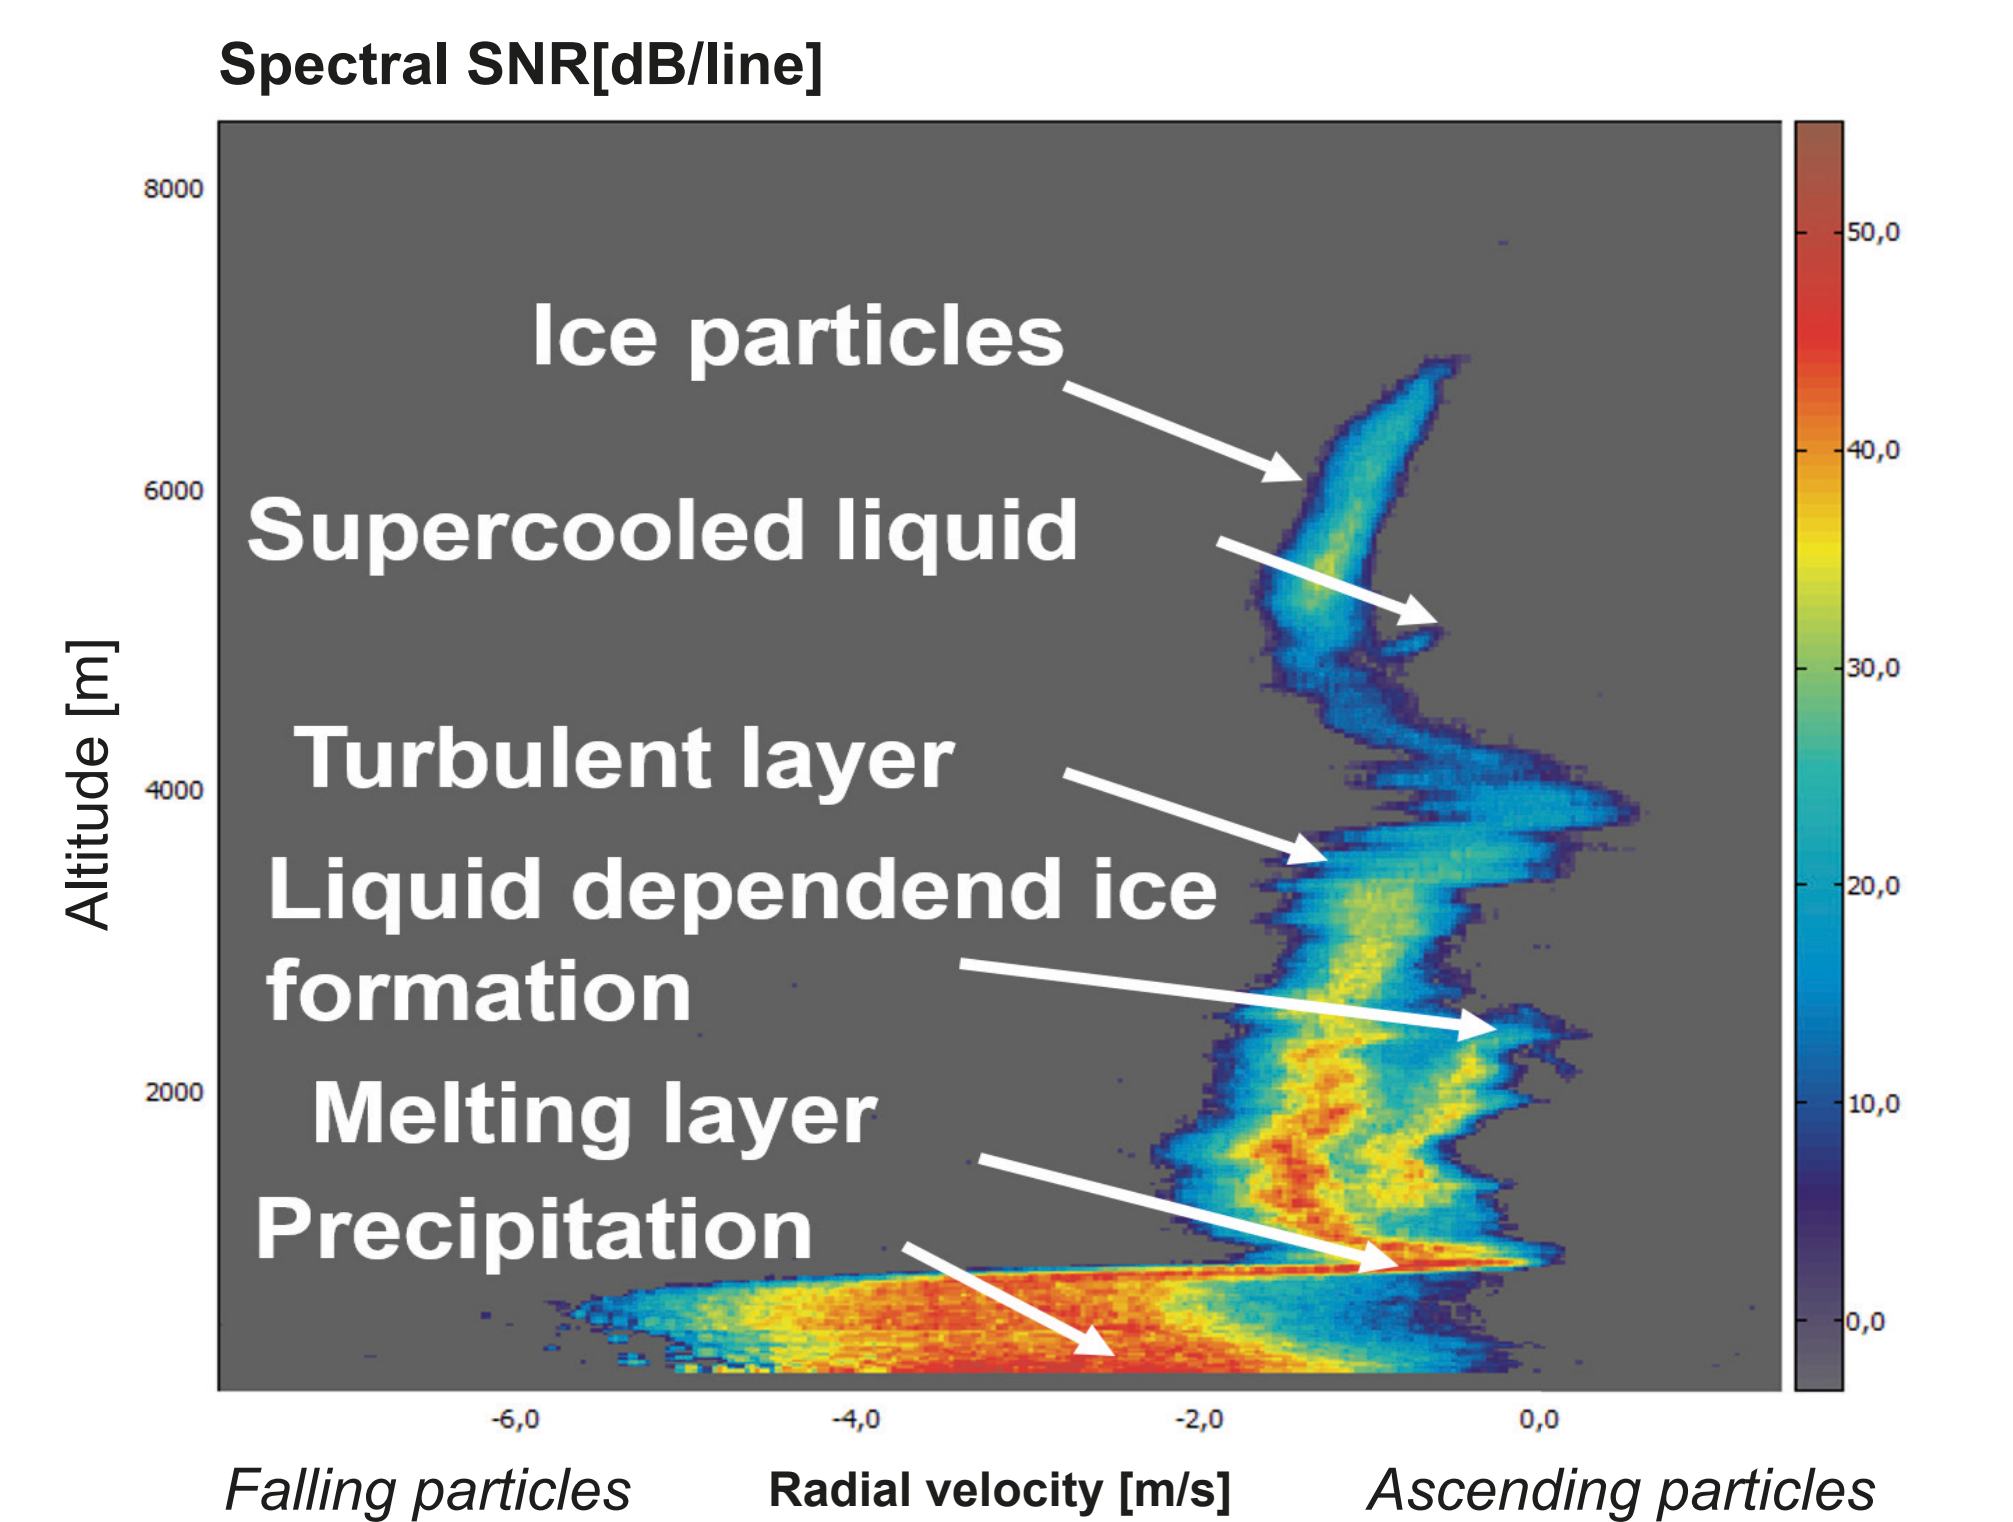 Spectral SNR[dB/line]
8000
6000
4000
2000
Altitude [m]
Ice particles
Supercooled liquid
Turbulent layer
Liquid dependend ice
formation
Melting layer
Precipitation
50,0
40,0
30,0
20,0
10,0
0,0
-6,0
-4,0
-2,0
0,0
Falling particles
Radial velocity [m/s]
Ascending particles